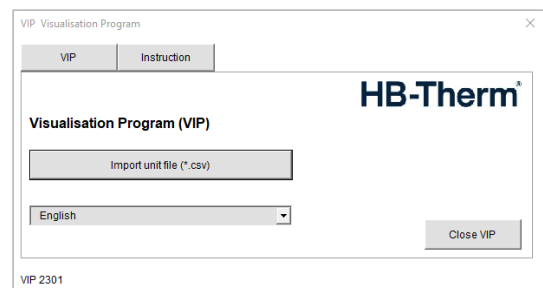 VIP Visualisation Program
VIP
Instruction
HB-Therm®
Visualisation Program (VIP)
Import unit file (*.csv)
English
Close VIP
VIP 2301